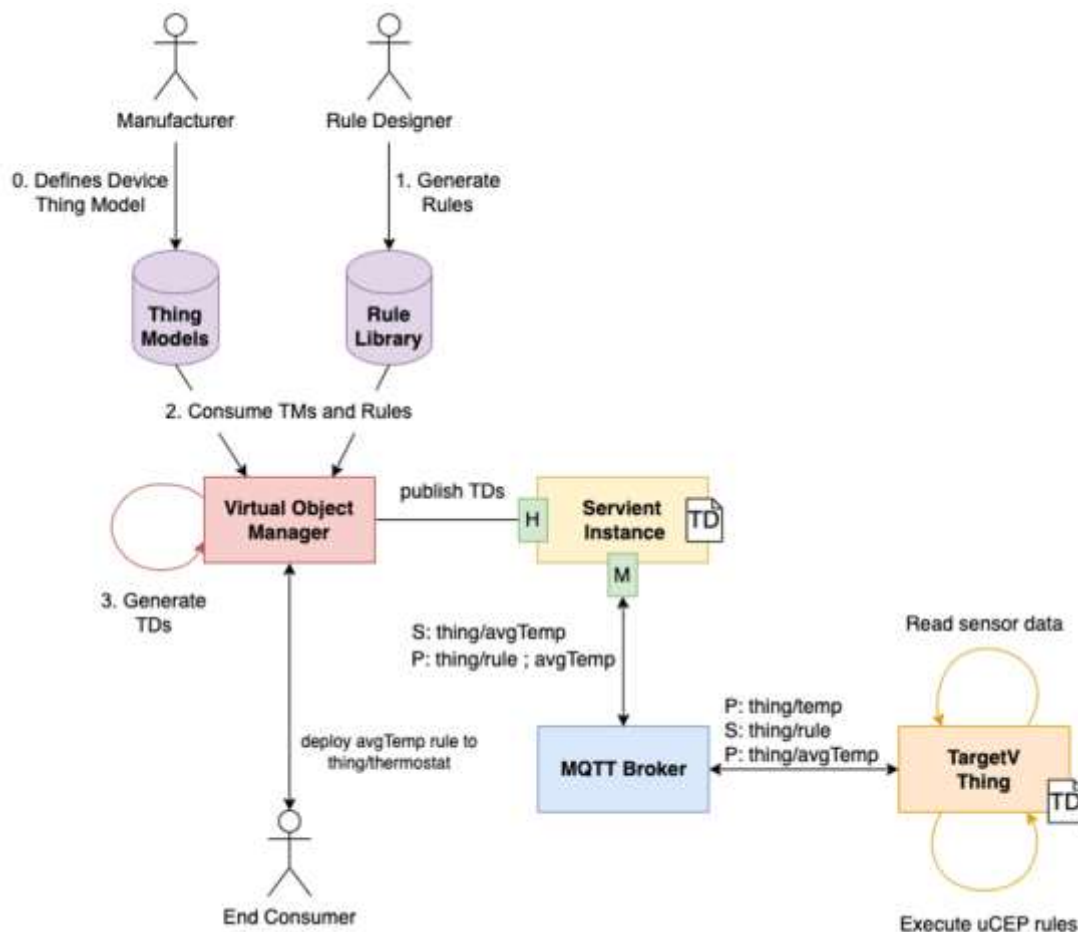 Manufacturer
Rule Designer
0. Defines Device
Thing Model
1. Generate
Rules
Thing
Models
Rule
Library
2. Consume TMs and Rules
Virtual Object
Manager
publish TDs
H
Servient
Instance
TD
M
3. Generate
TDs
S: thing/avgTemp
P: thing/rule ; avgTemp
Read sensor data
deploy avgTemp rule to
thing/thermostat
MQTT Broker
P: thing/temp
S: thing/rule
P: thing/avgTemp
TargetV
Thing
TD
End Consumer
Execute uCEP rules